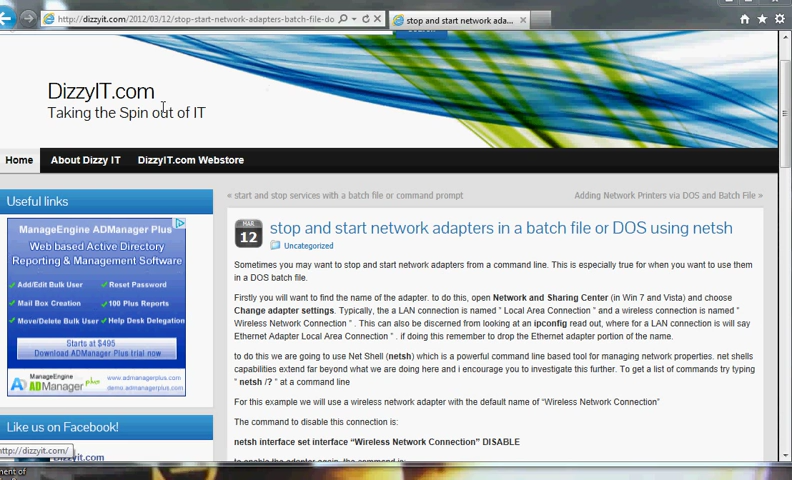 http://dizzyit.com/2012/03/12/stop-start-network-adapters-batch-file-do
stop and start network ada...
DizzyIT.com
Taking the Spin out of IT
Home
About Dizzy IT
DizzyIT.com Webstore
Useful links
ManageEngine ADManager Plus
Web based Active Directory
Reporting & Management Software
Add/Edit Bulk User
Reset Password
Mail Box Creation
100 Plus Reports
Move/Delete Bulk User
Help Desk Delegation
Starts at $495
Download ADManager Plus trial now
ManageEngine
ADManager plus
www.admanagerplus.com
demo.admanagerplus.com
Like us on Facebook!
Dizzyit.com
http://dizzyit.com/
ment of
« start and stop services with a batch file or command prompt
Adding Network Printers via DOS and Batch File »
MAR
12
stop and start network adapters in a batch file or DOS using netsh
Uncategorized
Sometimes you may want to stop and start network adapters from a command line. This is especially true for when you want to use them
in a DOS batch file.
Firstly you will want to find the name of the adapter. to do this, open Network and Sharing Center (in Win 7 and Vista) and choose
Change adapter settings. Typically, the a LAN connection is named " Local Area Connection " and a wireless connection is named "
Wireless Network Connection " . This can also be discerned from looking at an ipconfig read out, where for a LAN connection is will say
Ethernet Adapter Local Area Connection " . if doing this remember to drop the Ethernet adapter portion of the name.
to do this we are going to use Net Shell (netsh) which is a powerful command line based tool for managing network properties. net shells
capabilities extend far beyond what we are doing here and i encourage you to investigate this further. To get a list of commands try typing
" netsh /? " at a command line
For this example we will use a wireless network adapter with the default name of "Wireless Network Connection"
The command to disable this connection is:
netsh interface set interface "Wireless Network Connection" DISABLE
to enable the adapter again, the command is: